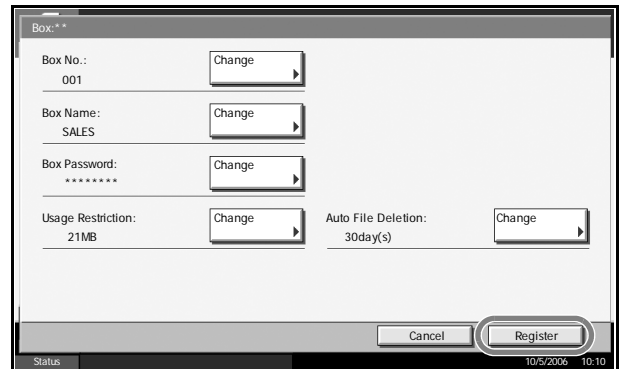 Box:**
Box No.:
Change
001
Box Name:
Change
SALES
Box Password:
Change
********
Usage Restriction:
Change
21MB
Auto File Deletion:
Change
30day(s)
Cancel
Register
Status
10/5/2006 10:10